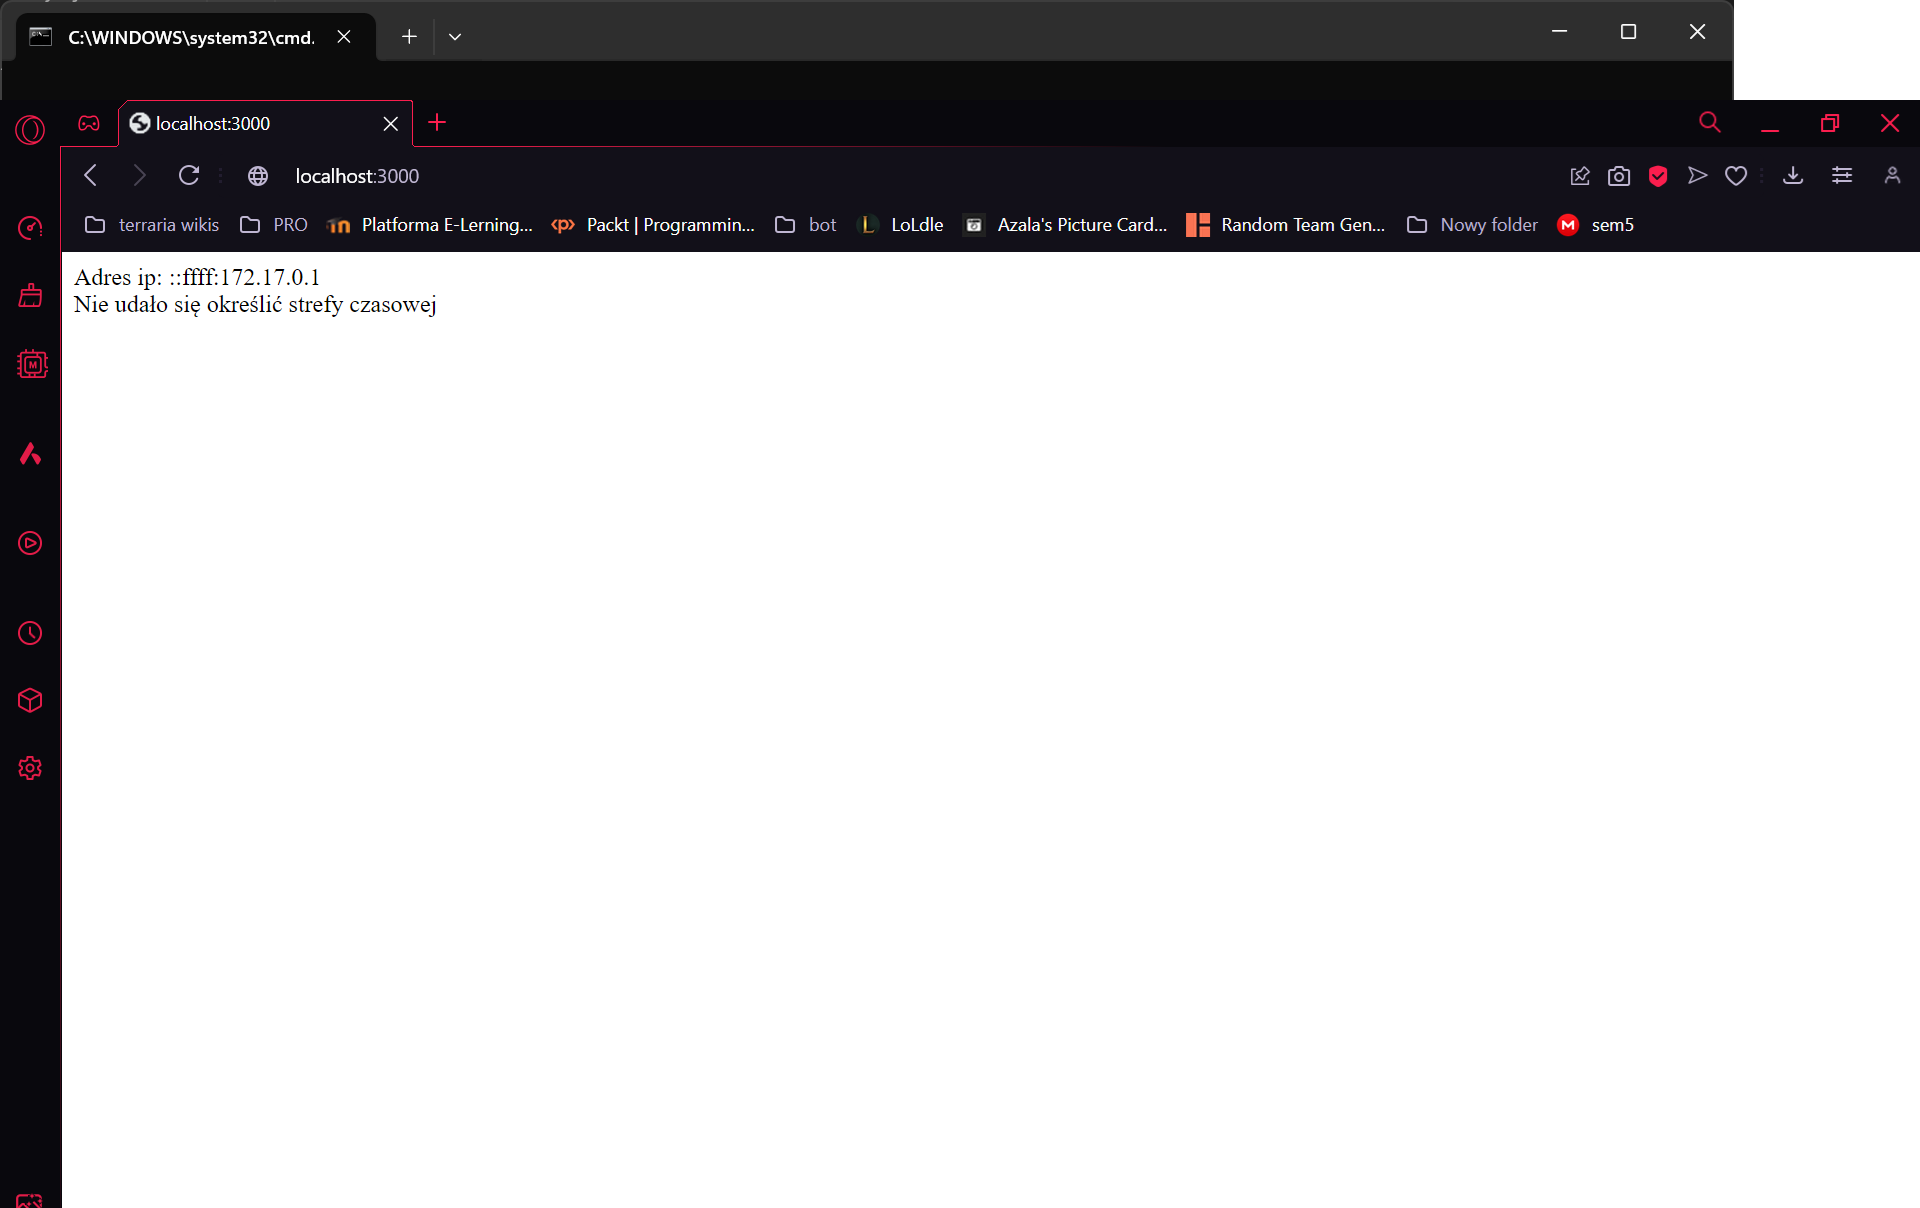 C:\WINDOWS\system32\cmd.
localhost:3000
localhost:3000
terraria wikis PRO Platforma E-Lerning... <p> Packt | Programmin... bot L LoLdle Azala's Picture Card... Random Team Gen... Nowy folder M sem5
Adres ip: ::ffff:172.17.0.1
Nie udało się określić strefy czasowej
M